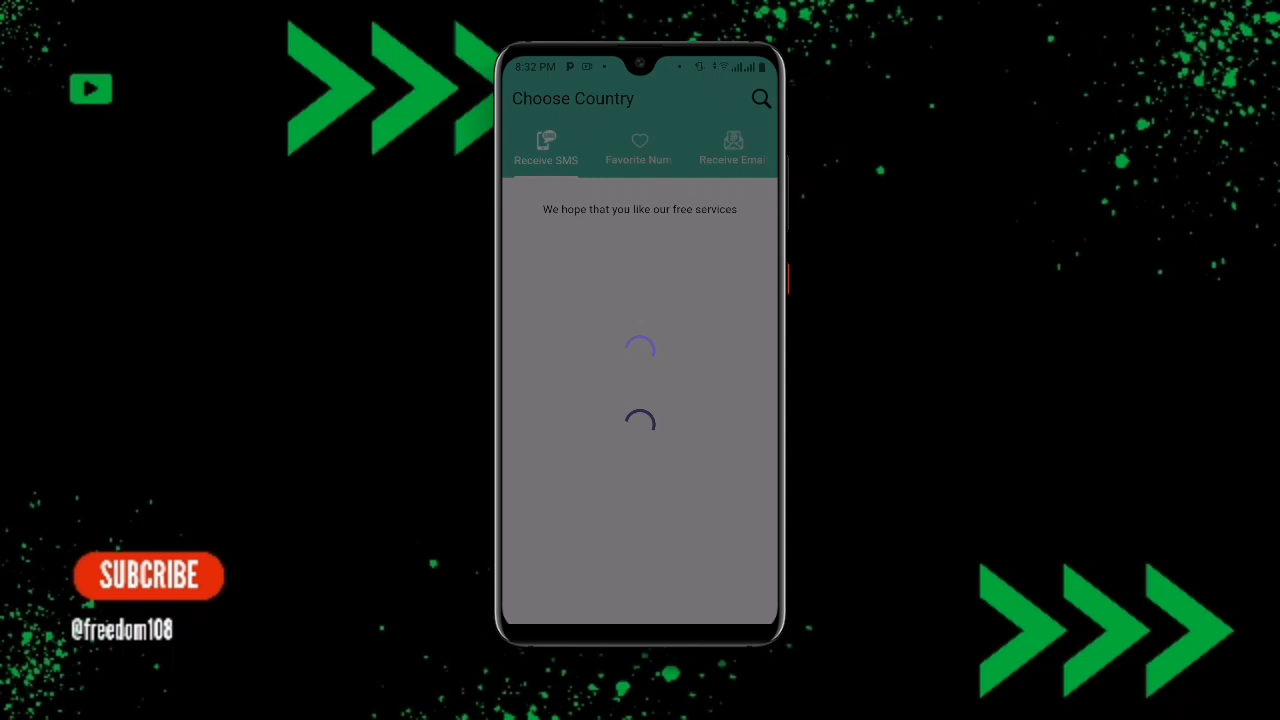 8:32 PM
Choose Country
Receive SMS
Favorite Num
Receive Emai
We hope that you like our free services
SUBCRIBE
@freedom108